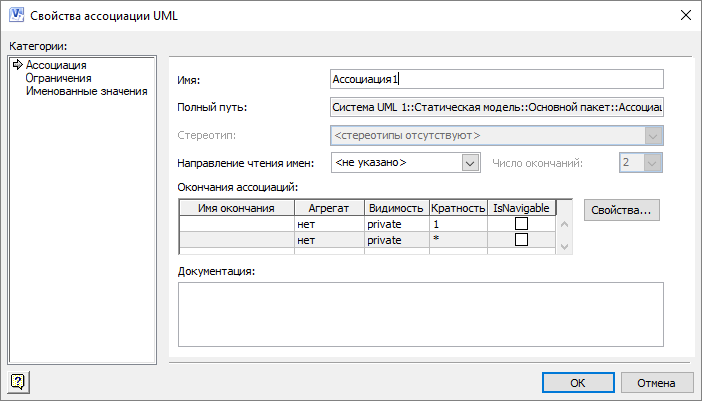 Свойства ассоциации UML
Категории:
Ассоциация
Ограничения
Именованные значения
Имя: Ассоциация1
Полный путь: Система UML 1::Статическая модель::Основной пакет::Ассоциац
Стереотип: <стереотипы отсутствуют>
Направление чтения имен: <не указано> Число окончаний: 2
Окончания ассоциаций:
Имя окончания Агрегат Видимость Кратность IsNavigable Свойства...
нет private 1
нет private *
Документация:
? OK Отмена